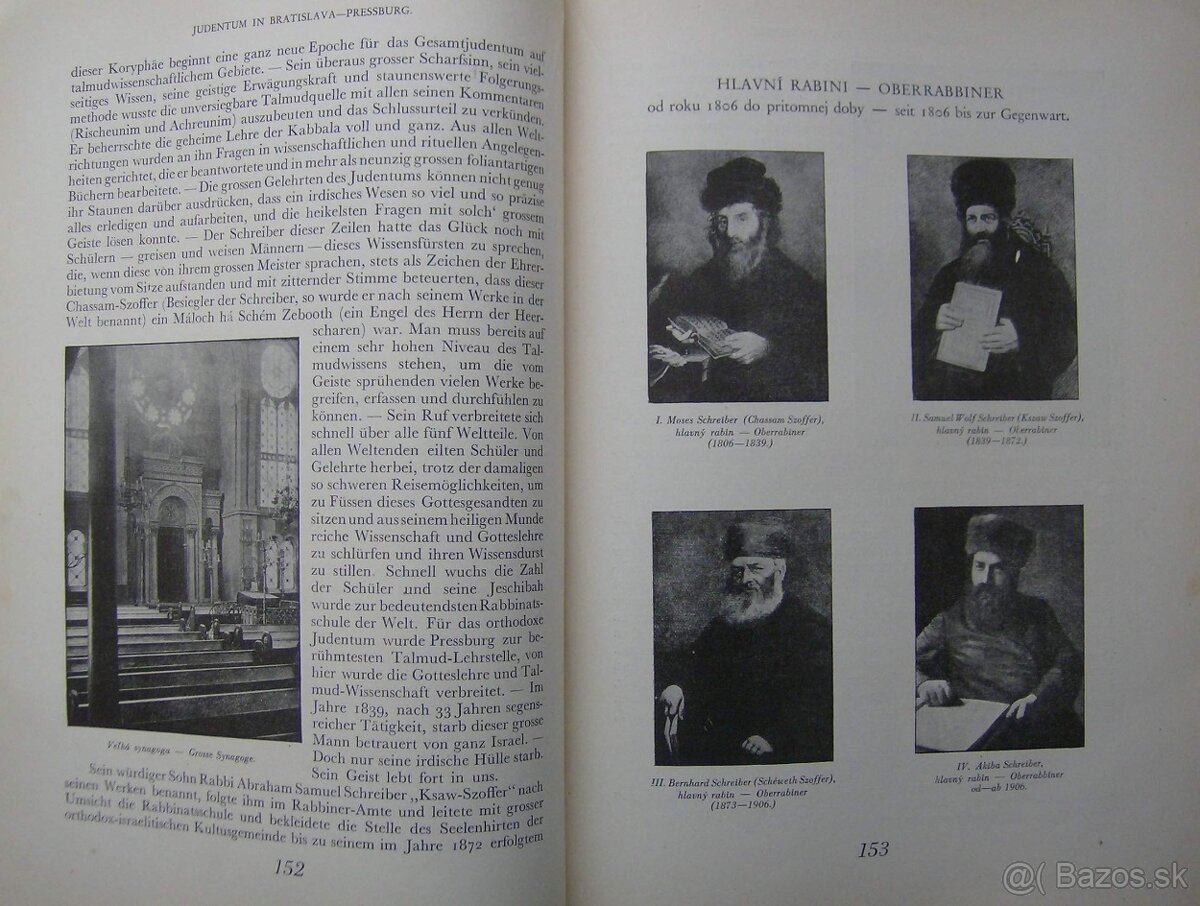 JUDENTUM IN BRATISLAVA—PRESSBURG.
dieser Koryphäe beginnt eine ganz neue Epoche für das Gesamtjudentum auf
talmudwissenschaftlichem Gebiete. — Sein überaus grosser Scharfsinn, sein viel-
seitiges Wissen, seine geistige Erwägungskraft und staunenswerte Folgerungs-
methode wusste die unversiegbare Talmudquelle mit allen seinen Kommentaren
(Rischeunim und Achreunim) auszubeuten und das Schlussurteil zu verkünden.
Er beherrschte die geheime Lehre der Kabbala voll und ganz. Aus allen Welt-
richtungen wurden an ihn Fragen in wissenschaftlichen und rituellen Angelegen-
heiten gerichtet, die er beantwortete und in mehr als neunzig grossen foliantartigen
Büchern bearbeitete. — Die grossen Gelehrten des Judentums können nicht genug
ihr Staunen darüber ausdrücken, dass ein irdisches Wesen so viel und so präzise
alles erledigen und aufarbeiten, und die heikelsten Fragen mit solch' grossem
Geiste lösen konnte. — Der Schreiber dieser Zeilen hatte das Glück noch mit
Schülern — greisen und weisen Männern — dieses Wissensfürsten zu sprechen,
die, wenn diese von ihrem grossen Meister sprachen, stets als Zeichen der Ehrer-
bietung vom Sitze aufstanden und mit zitternder Stimme beteuerten, dass dieser
Chassam-Szoffer (Besiegler der Schreiber, so wurde er nach seinem Werke in der
Welt benannt) ein Máloch há Schém Zebooth (ein Engel des Herrn der Heer-
scharen) war. Man muss bereits auf
einem sehr hohen Niveau des Tal-
mudwissens stehen, um die vom
Geiste sprühenden vielen Werke be-
greifen, erfassen und durchfühlen zu
können. — Sein Ruf verbreitete sich
schnell über alle fünf Weltteile. Von
allen Weltenden eilten Schüler und
Gelehrte herbei, trotz der damaligen
so schweren Reisemöglichkeiten, um
zu Füssen dieses Gottesgesandten zu
sitzen und aus seinem heiligen Munde
reiche Wissenschaft und Gotteslehre
zu schlürfen und ihren Wissensdurst
zu stillen. Schnell wuchs die Zahl
der Schüler und seine Jeschibah
wurde zur bedeutendsten Rabbinats-
schule der Welt. Für das orthodoxe
Judentum wurde Pressburg zur be-
rühmtesten Talmud-Lehrstelle, von
hier wurde die Gotteslehre und Tal-
mud-Wissenschaft verbreitet. — Im
Jahre 1839, nach 33 Jahren segens-
reicher Tätigkeit, starb dieser grosse
Mann betrauert von ganz Israel. —
Doch nur seine irdische Hülle starb.
Sein Geist lebt fort in uns.
Veľká synagoga — Grosse Synagoge.
Sein würdiger Sohn Rabbi Abraham Samuel Schreiber „Ksaw-Szoffer" nach
seinen Werken benannt, folgte ihm im Rabbiner-Amte und leitete mit grosser
Umsicht die Rabbinatsschule und bekleidete die Stelle des Seelenhirten der
orthodox-israelitischen Kultusgemeinde bis zu seinem im Jahre 1872 erfolgtem
152
HLAVNÍ RABINI — OBERRABBINER
od roku 1806 do pritomnej doby — seit 1806 bis zur Gegenwart.
I. Moses Schreiber (Chassam Szoffer),
hlavný rabín — Oberrabbiner
(1806—1839.)
II. Samuel Wolf Schreiber (Kszaw Szoffer),
hlavný rabín — Oberrabbiner
(1839—1872.)
III. Bernhard Schreiber (Schéweth Szoffer),
hlavný rabín — Oberrabbiner
(1873—1906.)
IV. Akiba Schreiber,
hlavný rabín — Oberrabbiner
od—ab 1906.
153
@( Bazos.sk